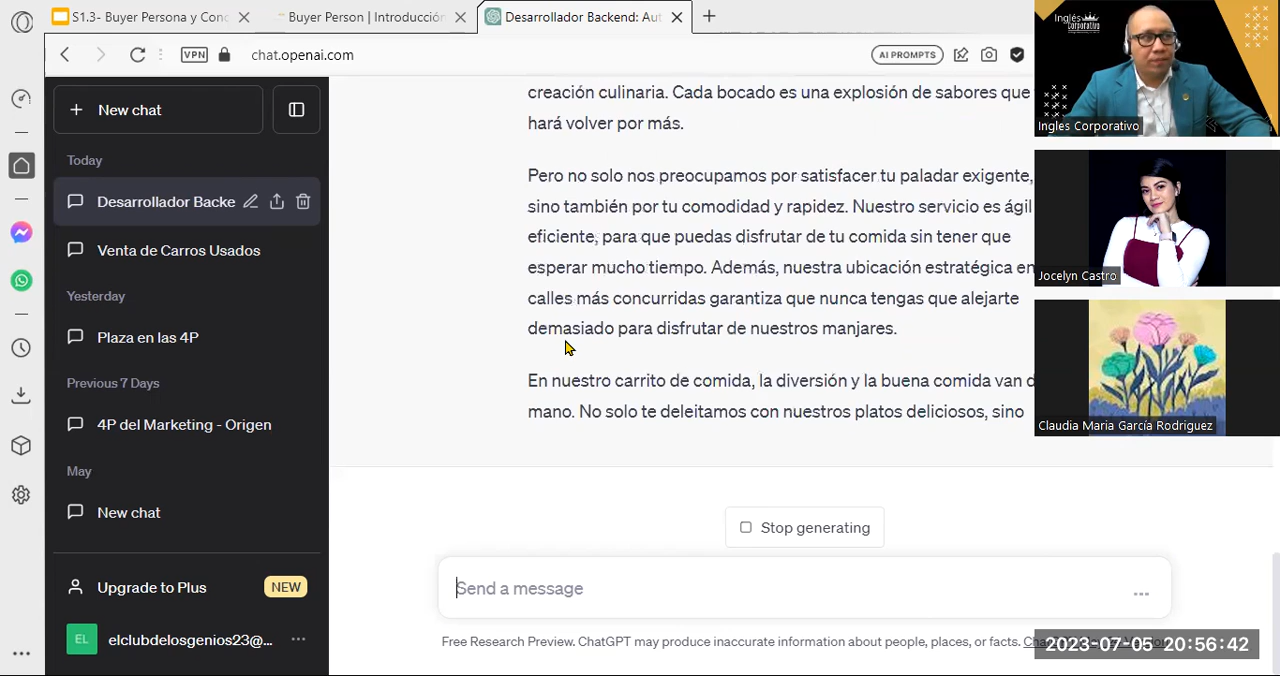 S1.3- Buyer Persona y Con
Buyer Person | Introducción
Desarrollador Backend: Aut
VPN
chat.openai.com
AI PROMPTS
New chat
Today
Desarrollador Backe
Venta de Carros Usados
Yesterday
Plaza en las 4P
Previous 7 Days
4P del Marketing - Origen
May
New chat
Upgrade to Plus
NEW
EL
elclubdelosgenios23@...
creación culinaria. Cada bocado es una explosión de sabores que
hará volver por más.
Pero no solo nos preocupamos por satisfacer tu paladar exigente,
sino también por tu comodidad y rapidez. Nuestro servicio es ágil
eficiente, para que puedas disfrutar de tu comida sin tener que
esperar mucho tiempo. Además, nuestra ubicación estratégica en
calles más concurridas garantiza que nunca tengas que alejarte
demasiado para disfrutar de nuestros manjares.
En nuestro carrito de comida, la diversión y la buena comida van d
mano. No solo te deleitamos con nuestros platos deliciosos, sino
Stop generating
Send a message
Free Research Preview. ChatGPT may produce inaccurate information about people, places, or facts.
2023-07-05 20:56:42
Inglés
Corporativo
Ingles Corporativo
Jocelyn Castro
Claudia Maria García Rodriguez